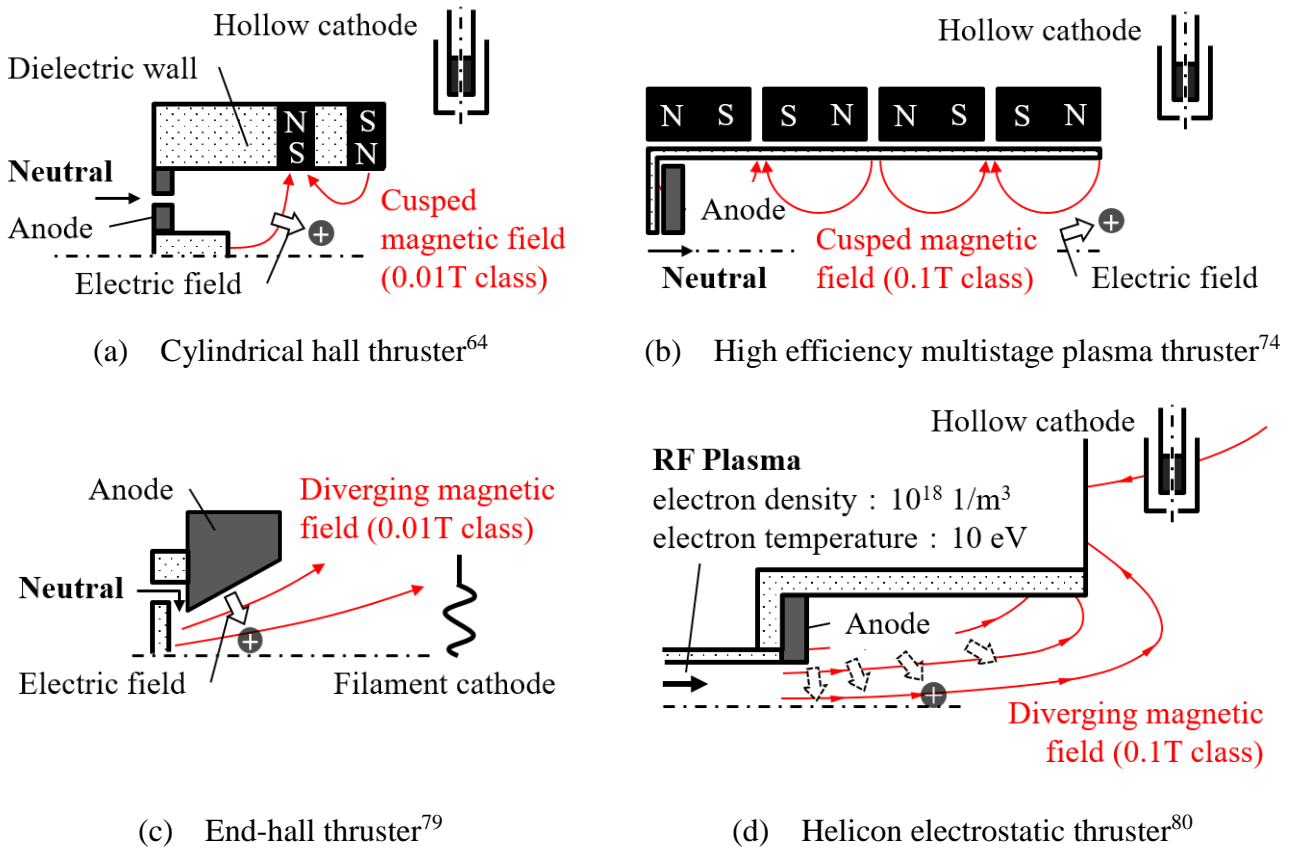 Hollow cathode
Dielectric wall
N S
S N
Neutral
Anode
+
Cusped
magnetic field
(0.01T class)
Electric field
(a) Cylindrical hall thruster64
Hollow cathode
N S S N N S S N
Anode
+
Cusped magnetic
field (0.1T class)
Neutral
Electric field
(b) High efficiency multistage plasma thruster74
Anode
Diverging magnetic
field (0.01T class)
Neutral
+
Electric field
Filament cathode
(c) End-hall thruster79
Hollow cathode
RF Plasma
electron density : 10^18 1/m^3
electron temperature : 10 eV
Anode
+
Diverging magnetic
field (0.1T class)
(d) Helicon electrostatic thruster80